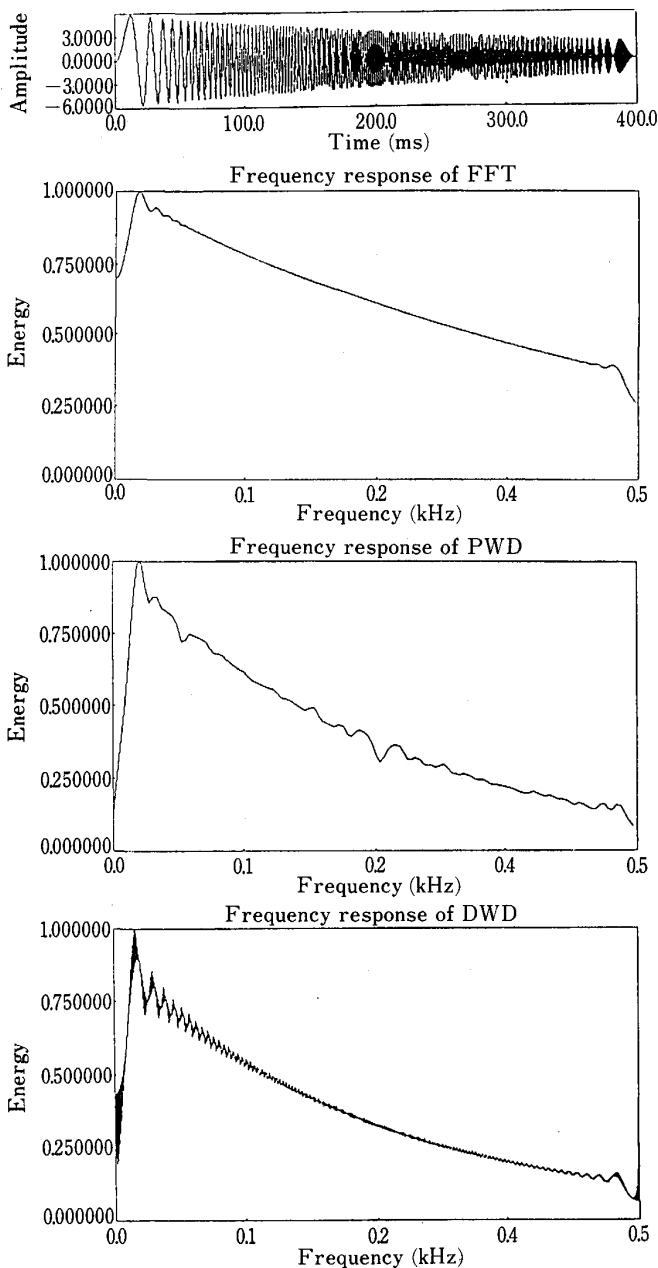 Amplitude
3.0000
0.0000
−3.0000
−6.0000
0.0 100.0 200.0 300.0 400.0
Time (ms)
Frequency response of FFT
Energy
1.000000
0.750000
0.500000
0.250000
0.000000
0.0 0.1 0.2 0.4 0.5
Frequency (kHz)
Frequency response of PWD
Energy
1.000000
0.750000
0.500000
0.250000
0.000000
0.0 0.1 0.2 0.4 0.5
Frequency (kHz)
Frequency response of DWD
Energy
1.000000
0.750000
0.500000
0.250000
0.000000
0.0 0.1 0.2 0.4 0.5
Frequency (kHz)